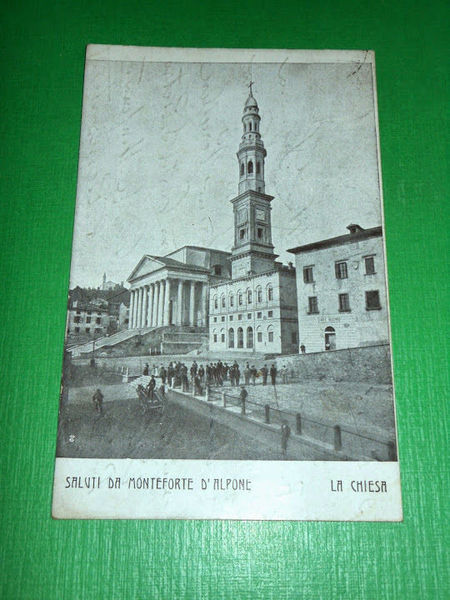 SALUTI DA MONTEFORTE D'ALPONE LA CHIESA